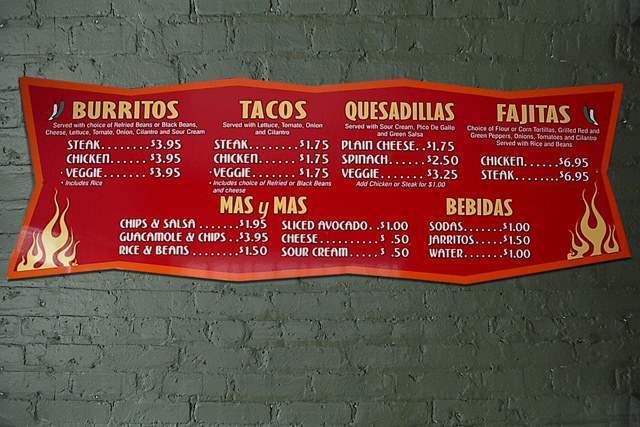 BURRITOS
Served with choice of Refried Beans or Black Beans,
Cheese, Lettuce, Tomato, Onion, Cilantro and Sour Cream
STEAK.......$3.95
CHICKEN......$3.95
• VEGGIE.......$3.95
• Includes Rice
TACOS
Served with Lettuce, Tomato, Onion
and Cilantro
STEAK........$1.75
CHICKEN......$1.75
• VEGGIE.......$1.75
• Includes choice of Refried or Black Beans
and cheese
QUESADILLAS
Served with Sour Cream, Pico De Gallo
and Green Salsa
PLAIN CHEESE..$1.75
SPINACH......$2.50
VEGGIE.......$3.25
Add Chicken or Steak for $1.00
FAJITAS
Choice of Flour or Corn Tortillas, Grilled Red and
Green Peppers, Onions, Tomatoes and Cilantro
Served with Rice and Beans
CHICKEN......$6.95
STEAK........$6.95
MAS y MAS
CHIPS & SALSA .......$1.95
GUACAMOLE & CHIPS ..$3.95
RICE & BEANS.........$1.50
SLICED AVOCADO..$1.00
CHEESE..........$ .50
SOUR CREAM.....$ .50
BEBIDAS
SODAS.......$1.00
JARRITOS.....$1.50
WATER.......$1.00